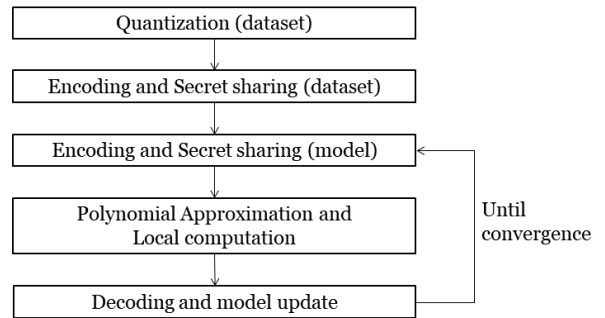 Quantization (dataset)
Encoding and Secret sharing (dataset)
Encoding and Secret sharing (model)
Polynomial Approximation and
Local computation
Until
convergence
Decoding and model update